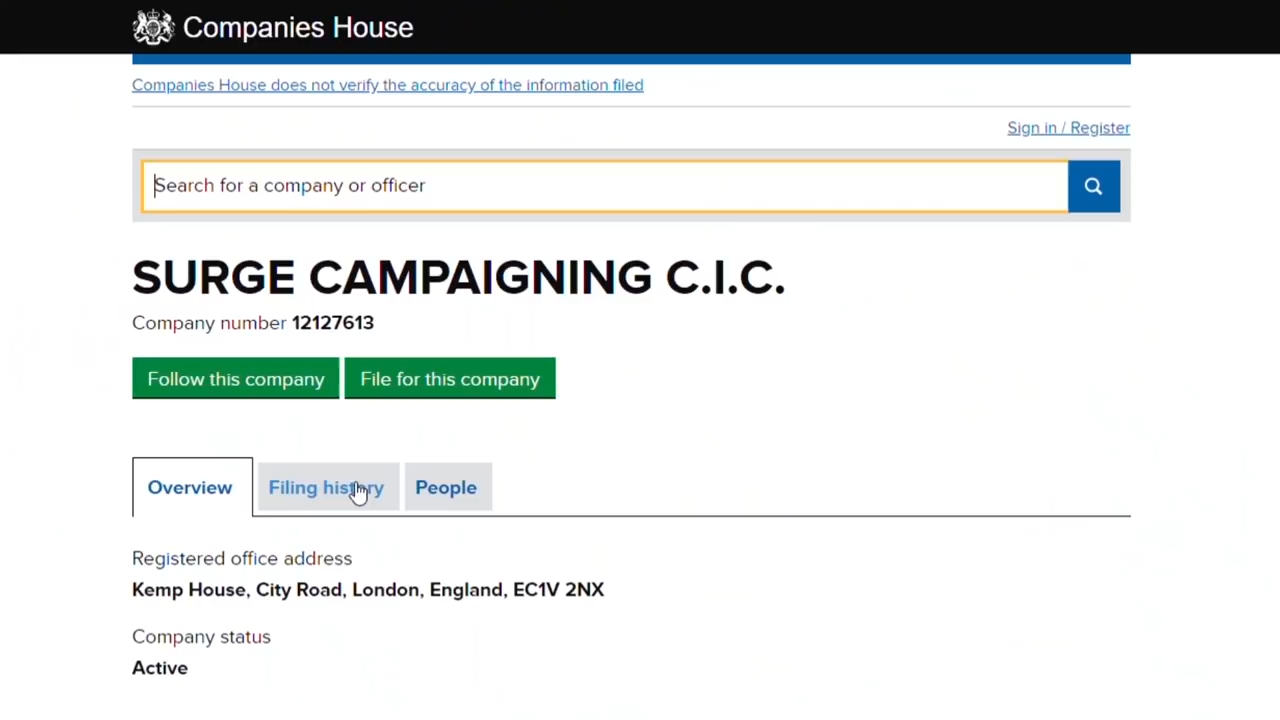 Companies House
Companies House does not verify the accuracy of the information filed
Sign in / Register
Search for a company or officer
SURGE CAMPAIGNING C.I.C.
Company number 12127613
Follow this company File for this company
Overview Filing history People
Registered office address
Kemp House, City Road, London, England, EC1V 2NX
Company status
Active